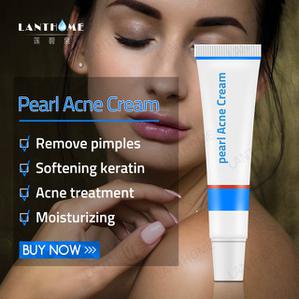 LANTHOME
Pearl Acne Cream
Remove pimples
Softening keratin
Acne treatment
Moisturizing
BUY NOW
pearl Acne Cream